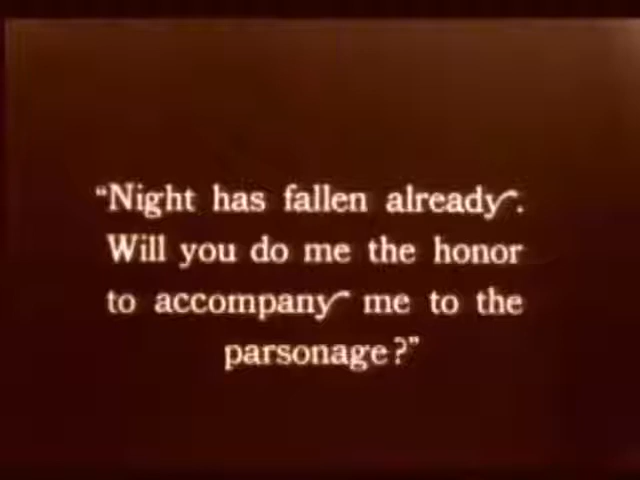 “Night has fallen already.
Will you do me the honor
to accompany me to the
parsonage?”